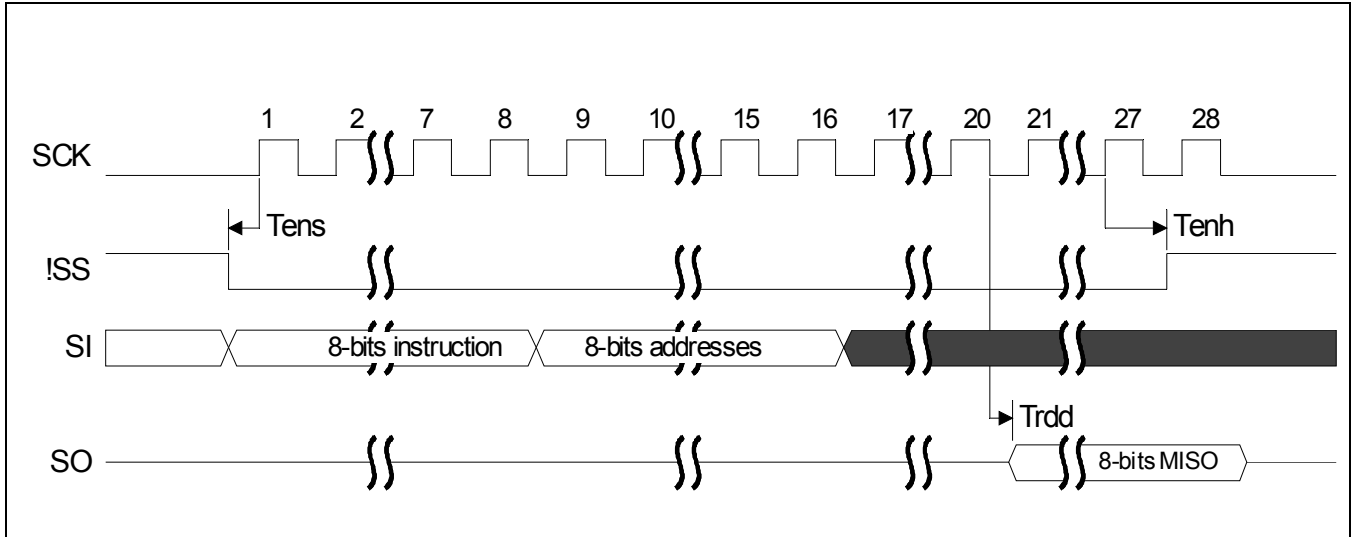 1 2 7 8 9 10 15 16 17 20 21 27 28
SCK
Tens Tenh
!SS
SI 8-bits instruction 8-bits addresses
Trdd
SO 8-bits MISO